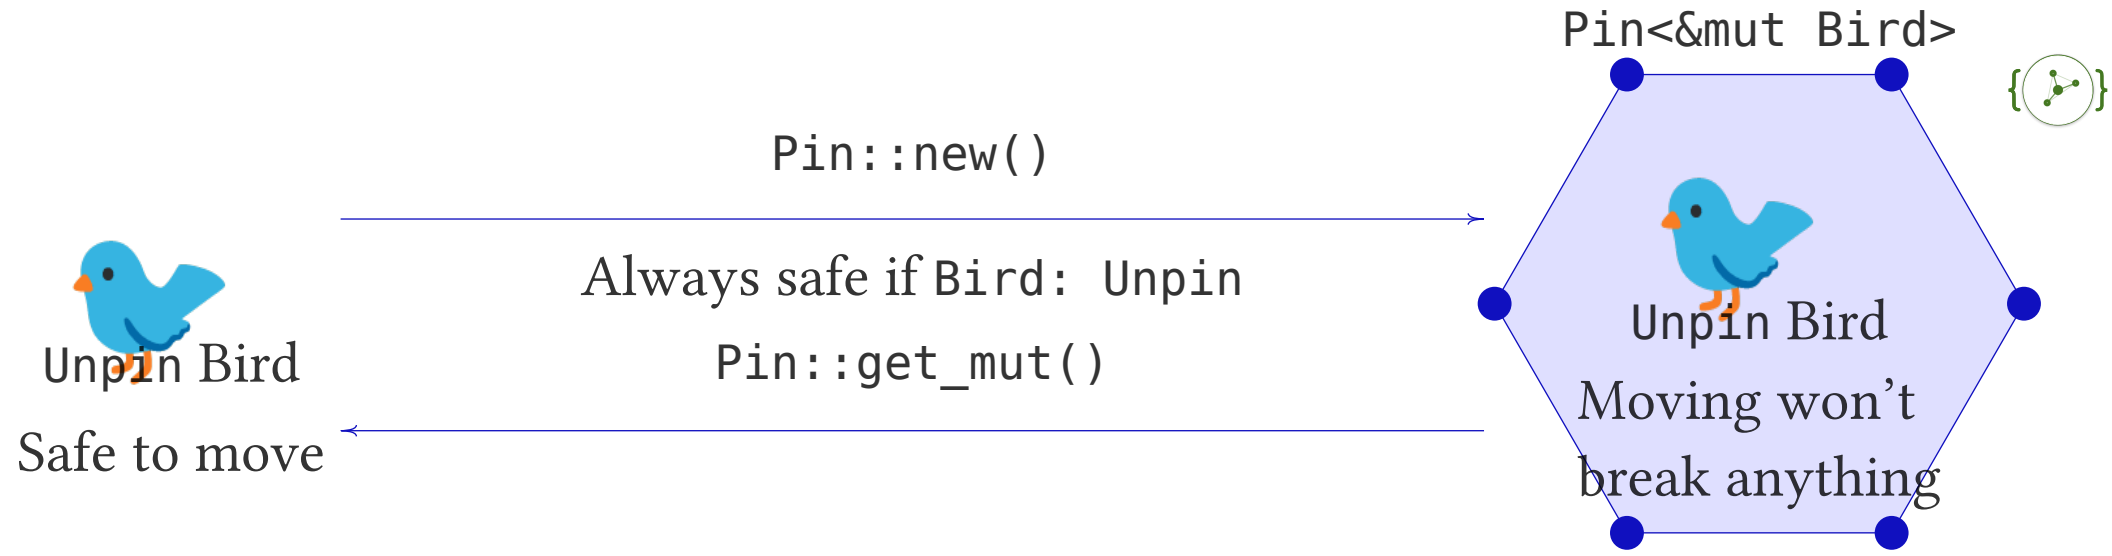 Pin<&mut Bird>
Pin::new()
Always safe if Bird: Unpin
Pin::get_mut()
Unpin Bird
Safe to move
Unpin Bird
Moving won’t
break anything